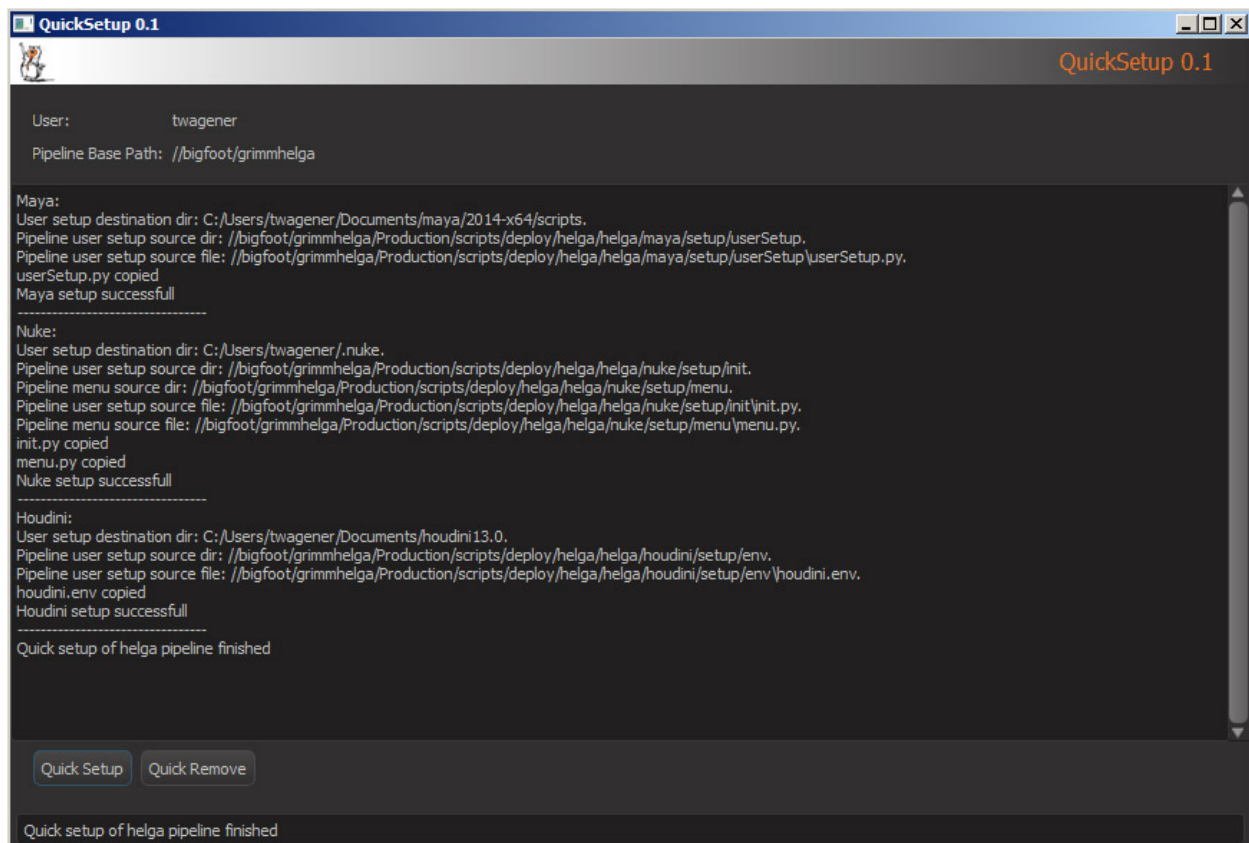 QuickSetup 0.1
QuickSetup 0.1
User: twagener
Pipeline Base Path: //bigfoot/grimmhelga
Maya:
User setup destination dir: C:/Users/twagener/Documents/maya/2014-x64/scripts.
Pipeline user setup source dir: //bigfoot/grimmhelga/Production/scripts/deploy/helga/helga/maya/setup/userSetup.
Pipeline user setup source file: //bigfoot/grimmhelga/Production/scripts/deploy/helga/helga/maya/setup/userSetup\userSetup.py.
userSetup.py copied
Maya setup successfull
---------------------------------
Nuke:
User setup destination dir: C:/Users/twagener/.nuke.
Pipeline user setup source dir: //bigfoot/grimmhelga/Production/scripts/deploy/helga/helga/nuke/setup/init.
Pipeline menu source dir: //bigfoot/grimmhelga/Production/scripts/deploy/helga/helga/nuke/setup/menu.
Pipeline user setup source file: //bigfoot/grimmhelga/Production/scripts/deploy/helga/helga/nuke/setup/init\init.py.
Pipeline menu source file: //bigfoot/grimmhelga/Production/scripts/deploy/helga/helga/nuke/setup/menu\menu.py.
init.py copied
menu.py copied
Nuke setup successfull
---------------------------------
Houdini:
User setup destination dir: C:/Users/twagener/Documents/houdini13.0.
Pipeline user setup source dir: //bigfoot/grimmhelga/Production/scripts/deploy/helga/helga/houdini/setup/env.
Pipeline user setup source file: //bigfoot/grimmhelga/Production/scripts/deploy/helga/helga/houdini/setup/env\houdini.env.
houdini.env copied
Houdini setup successfull
---------------------------------
Quick setup of helga pipeline finished
Quick Setup Quick Remove
Quick setup of helga pipeline finished